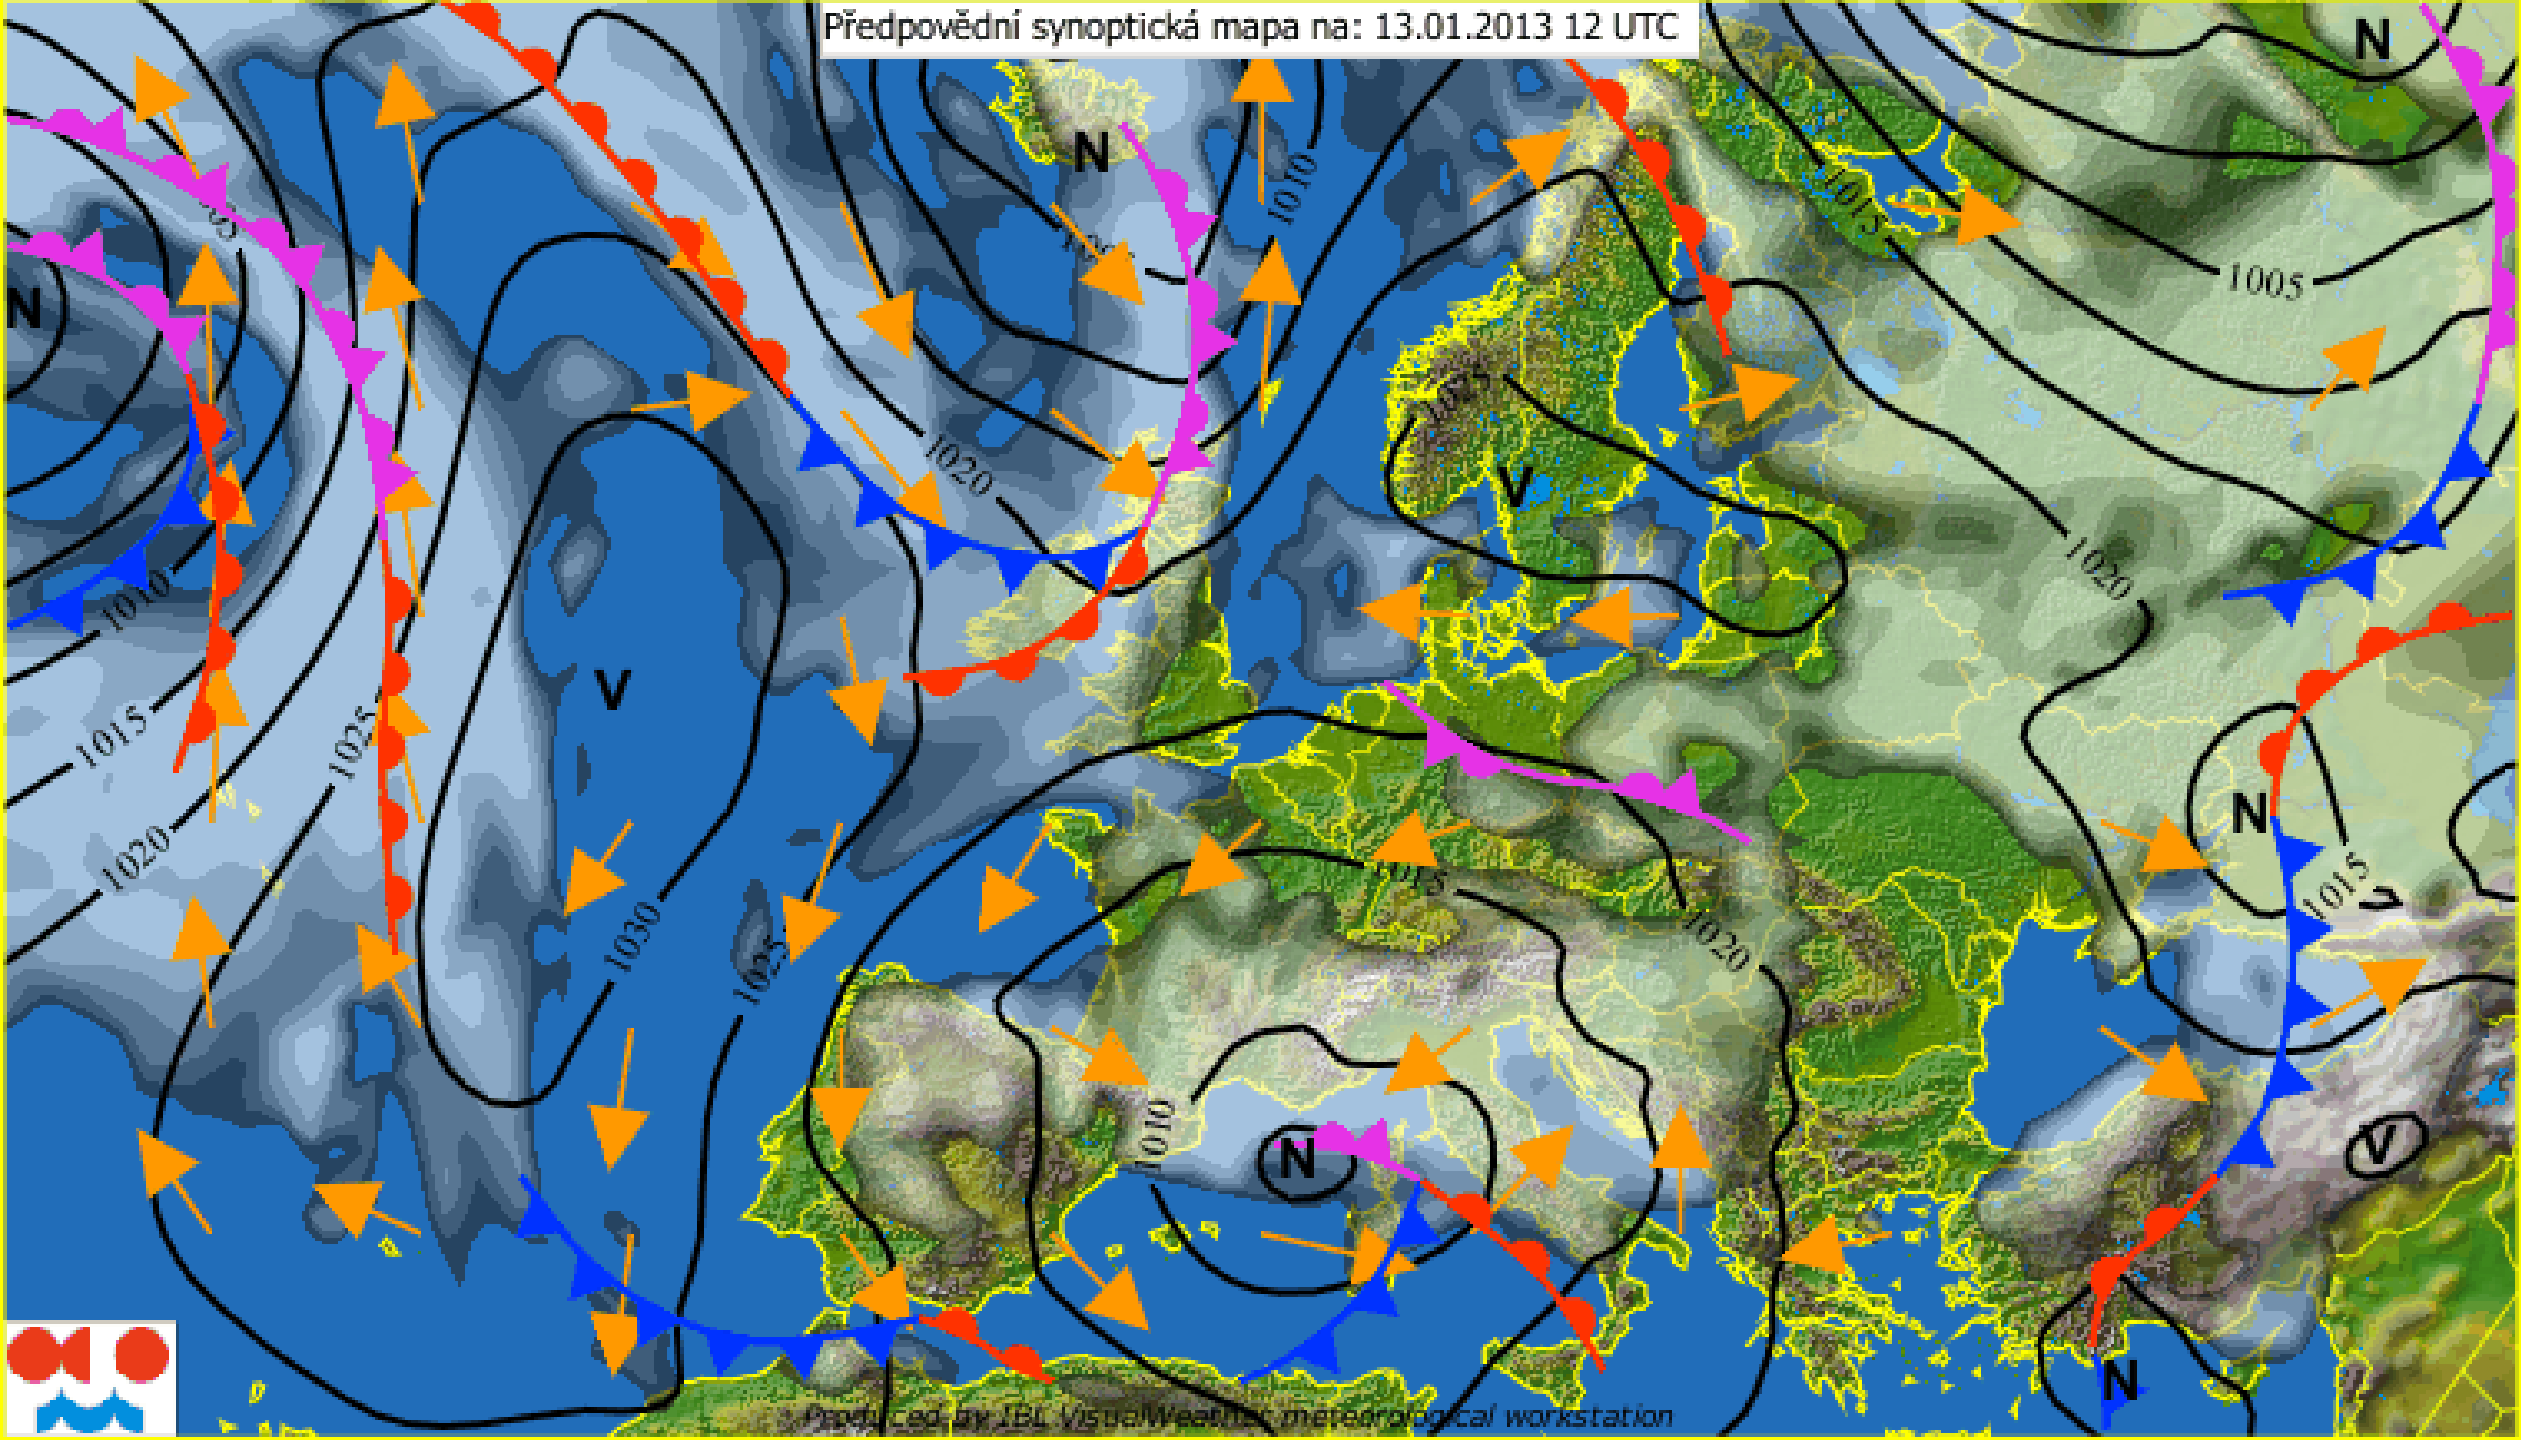 Předpovědní synoptická mapa na: 13.01.2013 12 UTC
N
N
1010
1015
N
1005
1020
V
1020
1010
V
1015
1025
1020
N
1015
1015
1030
1025
1020
1010
N
V
N
Produced by IBL VisualWeather meteorological workstation